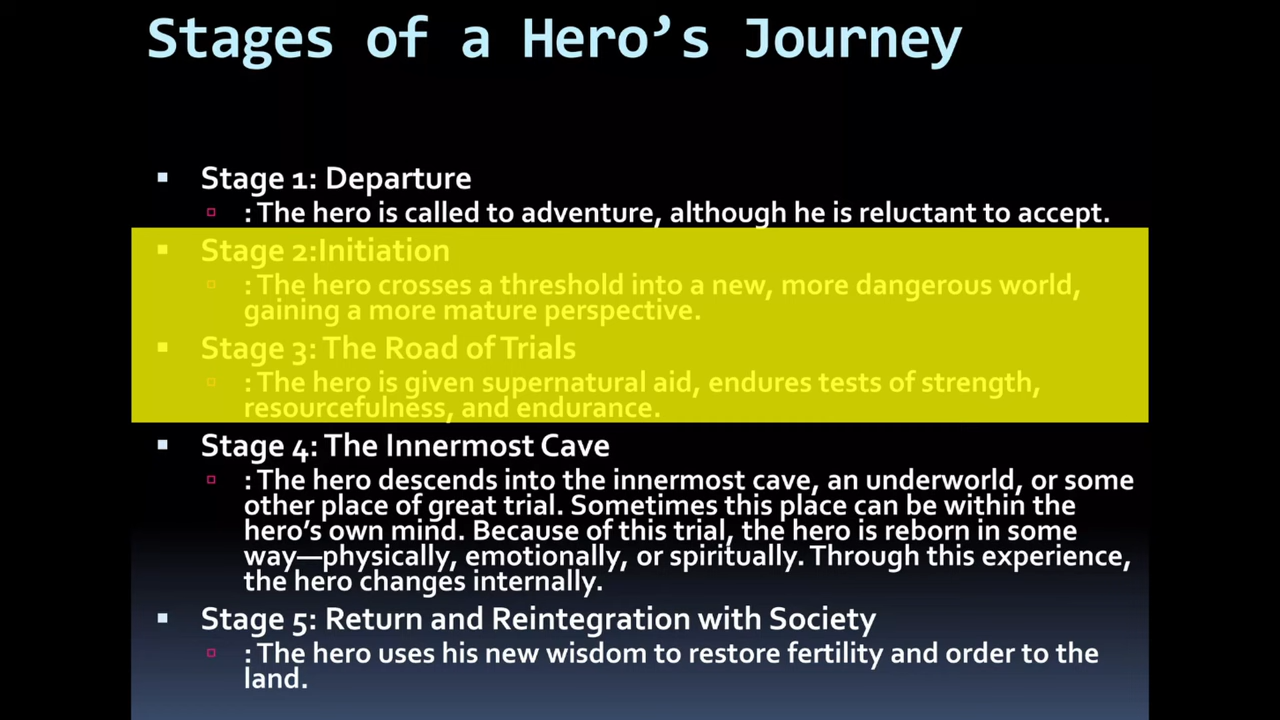 Stages of a Hero’s Journey
Stage 1: Departure
: The hero is called to adventure, although he is reluctant to accept.
Stage 2:Initiation
: The hero crosses a threshold into a new, more dangerous world,
gaining a more mature perspective.
Stage 3: The Road of Trials
: The hero is given supernatural aid, endures tests of strength,
resourcefulness, and endurance.
Stage 4: The Innermost Cave
: The hero descends into the innermost cave, an underworld, or some
other place of great trial. Sometimes this place can be within the
hero’s own mind. Because of this trial, the hero is reborn in some
way—physically, emotionally, or spiritually. Through this experience,
the hero changes internally.
Stage 5: Return and Reintegration with Society
: The hero uses his new wisdom to restore fertility and order to the
land.